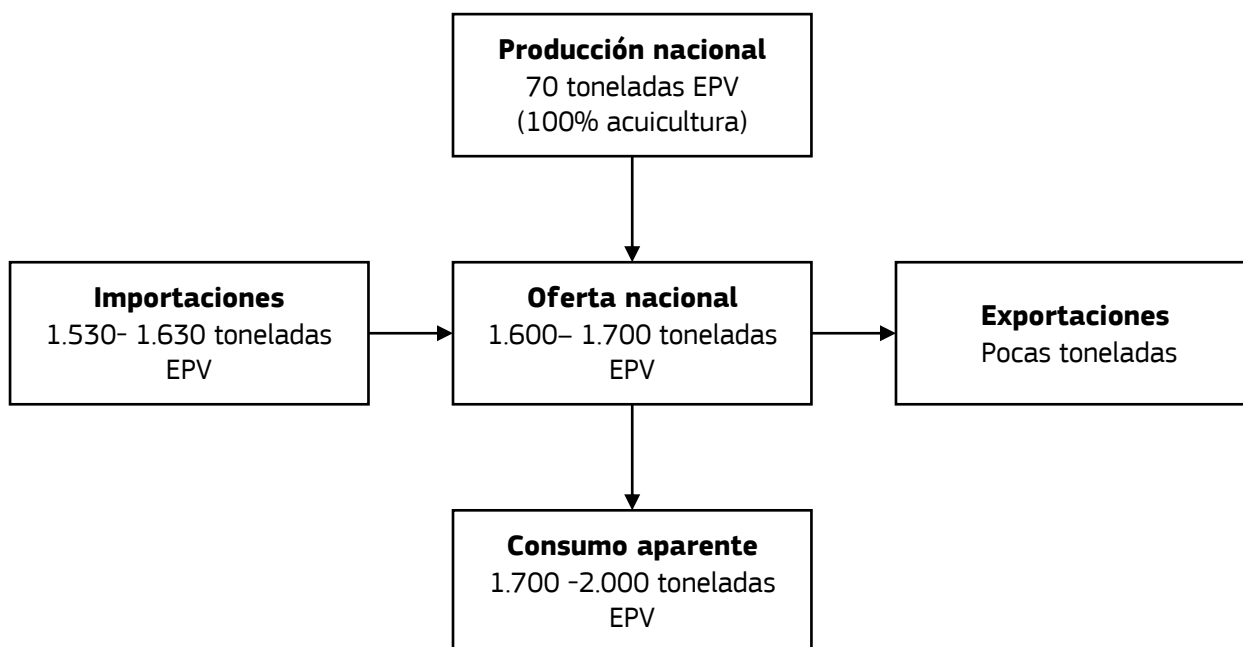 Producción nacional
70 toneladas EPV
(100% acuicultura)
Importaciones
1.530- 1.630 toneladas
EPV
Oferta nacional
1.600– 1.700 toneladas
EPV
Exportaciones
Pocas toneladas
Consumo aparente
1.700 -2.000 toneladas
EPV